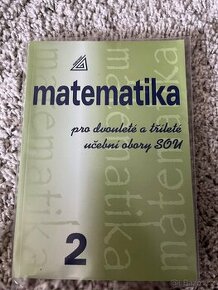 matematika
pro dvouleté a tříleté
učební obory SOU
2